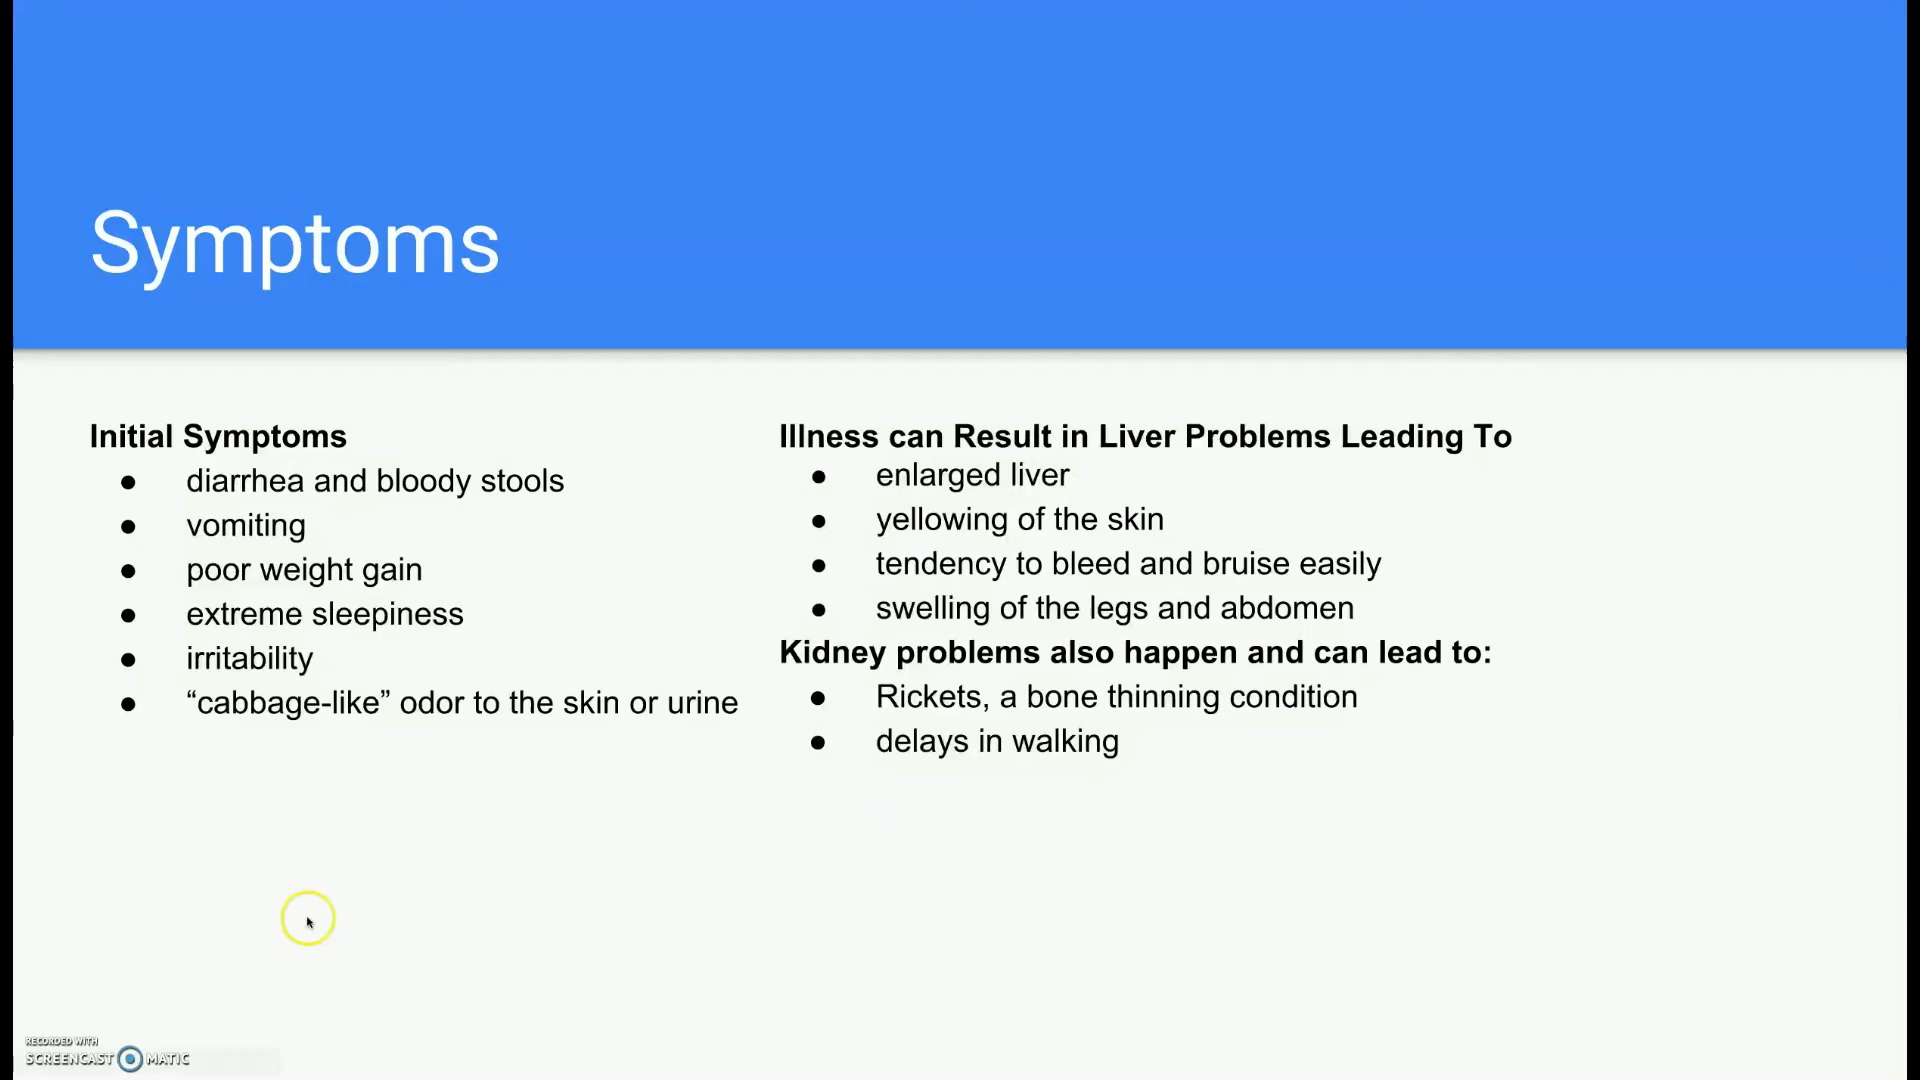 Symptoms
Initial Symptoms
● diarrhea and bloody stools
● vomiting
● poor weight gain
● extreme sleepiness
● irritability
● “cabbage-like” odor to the skin or urine
Illness can Result in Liver Problems Leading To
● enlarged liver
● yellowing of the skin
● tendency to bleed and bruise easily
● swelling of the legs and abdomen
Kidney problems also happen and can lead to:
● Rickets, a bone thinning condition
● delays in walking
RECORDED WITH
SCREENCAST MATIC